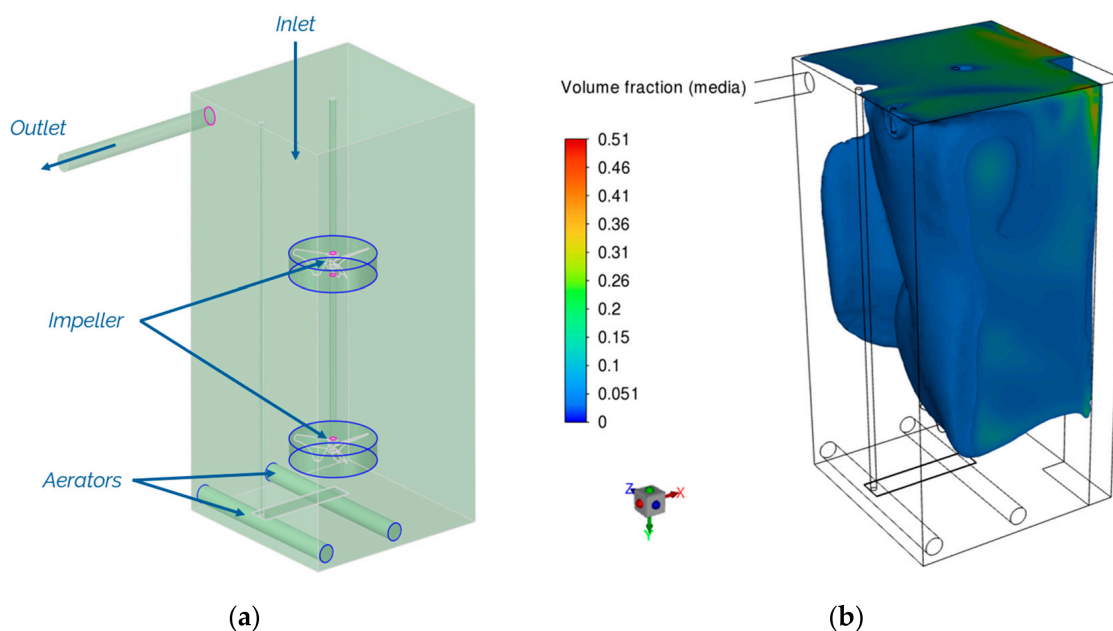 Inlet
Outlet
Impeller
Aerators
(a)
Volume fraction (media)
0.51
0.46
0.41
0.36
0.31
0.26
0.21
0.15
0.1
0.051
0
Z
X
Y
(b)